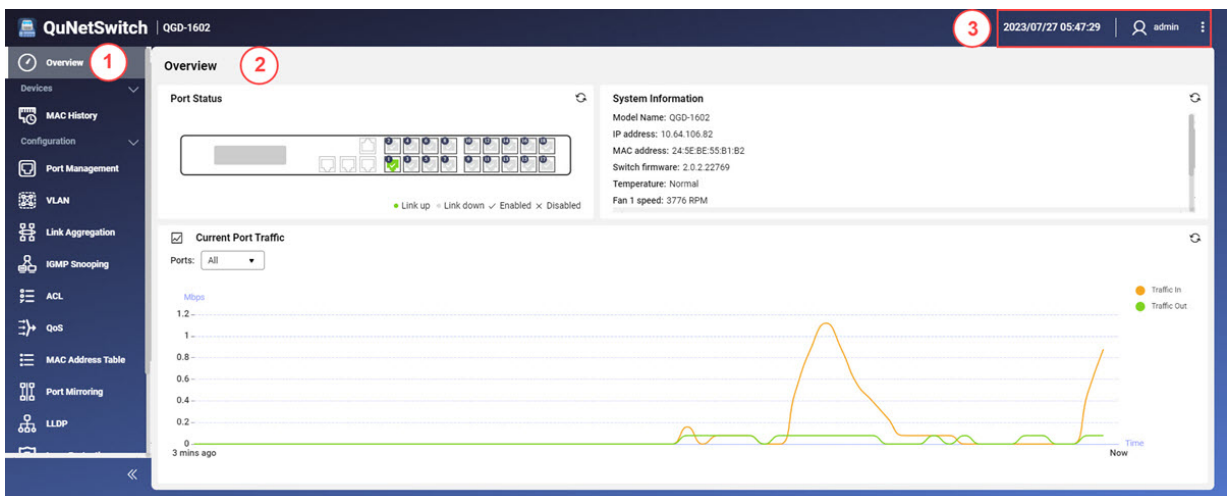 QuNetSwitch | QGD-1602
3
2023/07/27 05:47:29
admin
Overview
1
Devices
MAC History
Configuration
Port Management
VLAN
Link Aggregation
IGMP Snooping
ACL
QoS
MAC Address Table
Port Mirroring
LLDP
Overview
2
Port Status
Link up Link down Enabled Disabled
System Information
Model Name: QGD-1602
IP address: 10.64.106.82
MAC address: 24:5E:BE:55:B1:B2
Switch firmware: 2.0.2.22769
Temperature: Normal
Fan 1 speed: 3776 RPM
Current Port Traffic
Ports: All
Mbps
1.2
1
0.8
0.6
0.4
0.2
0
3 mins ago
Now
Time
Traffic In
Traffic Out